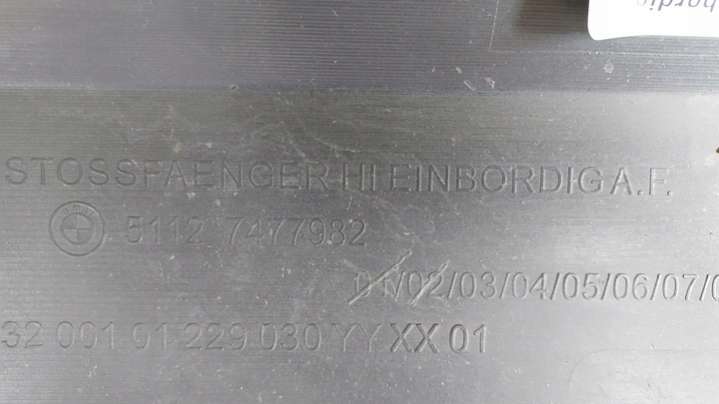 STOSSFAENGER HI EINBORDIG A.F.
5112 7477982
01/02/03/04/05/06/07/0
32 001 01 229 030 YY XX 01